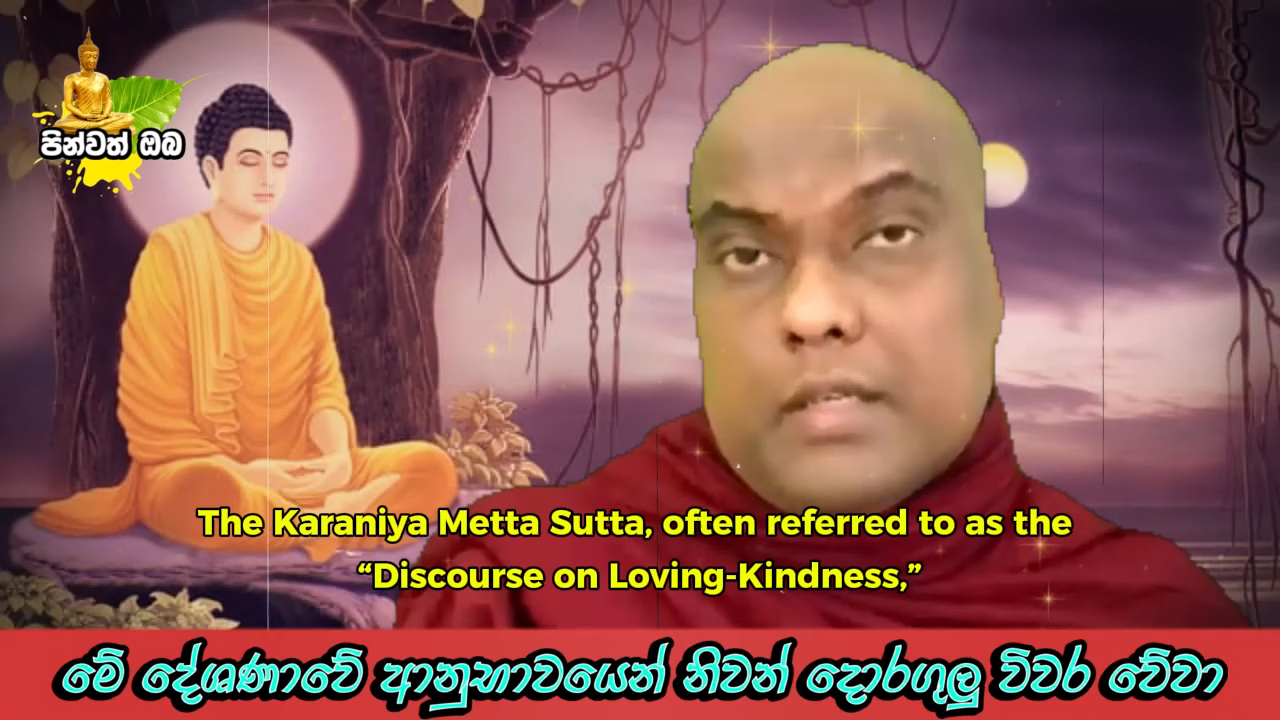 පින්වත් ඔබ
The Karaniya Metta Sutta, often referred to as the
“Discourse on Loving-Kindness,”
මේ දේශණාවේ ආනුභාවයෙන් නිවන් දොරගුලු විවර වේවා